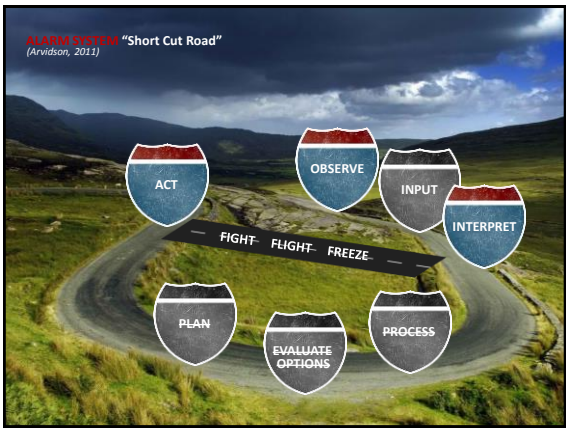 ALARM SYSTEM “Short Cut Road”
(Arvidson, 2011)
OBSERVE
INPUT
INTERPRET
ACT
FIGHT FLIGHT FREEZE
PLAN
EVALUATE
OPTIONS
PROCESS